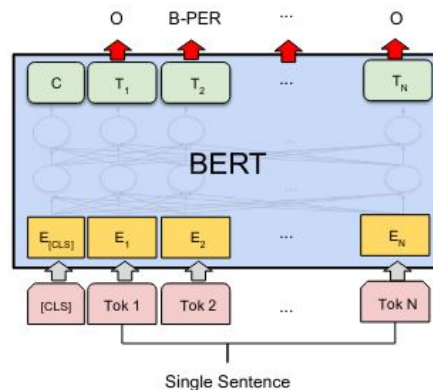 O B-PER ... O
C T1 T2 ... TN
...
BERT
...
E[CLS] E1 E2 ... EN
[CLS] Tok 1 Tok 2 ... Tok N
Single Sentence